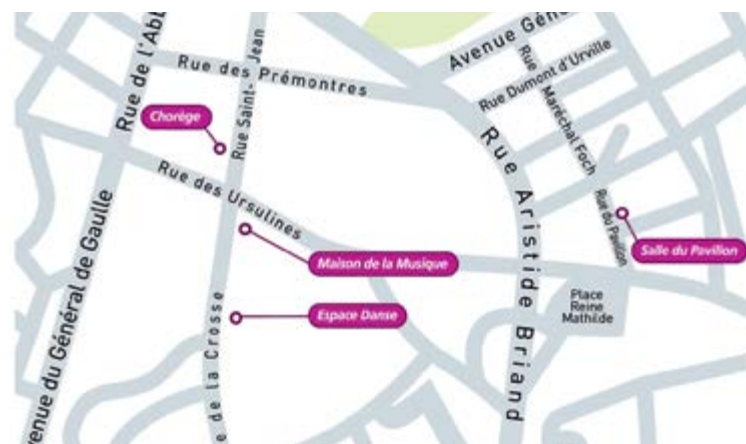 Rue de l'Abb
Rue des Prémontres
Rue Saint-Jean
Avenue Géné
Rue Dumont d'Urville
Rue Maréchal Foch
Chorège
Rue des Ursulines
Rue Aristide Briand
Rue du Pavillon
Salle du Pavillon
Maison de la Musique
enue du Général de Gaulle
Espace Danse
e de la Crosse
Place
Reine
Mathilde